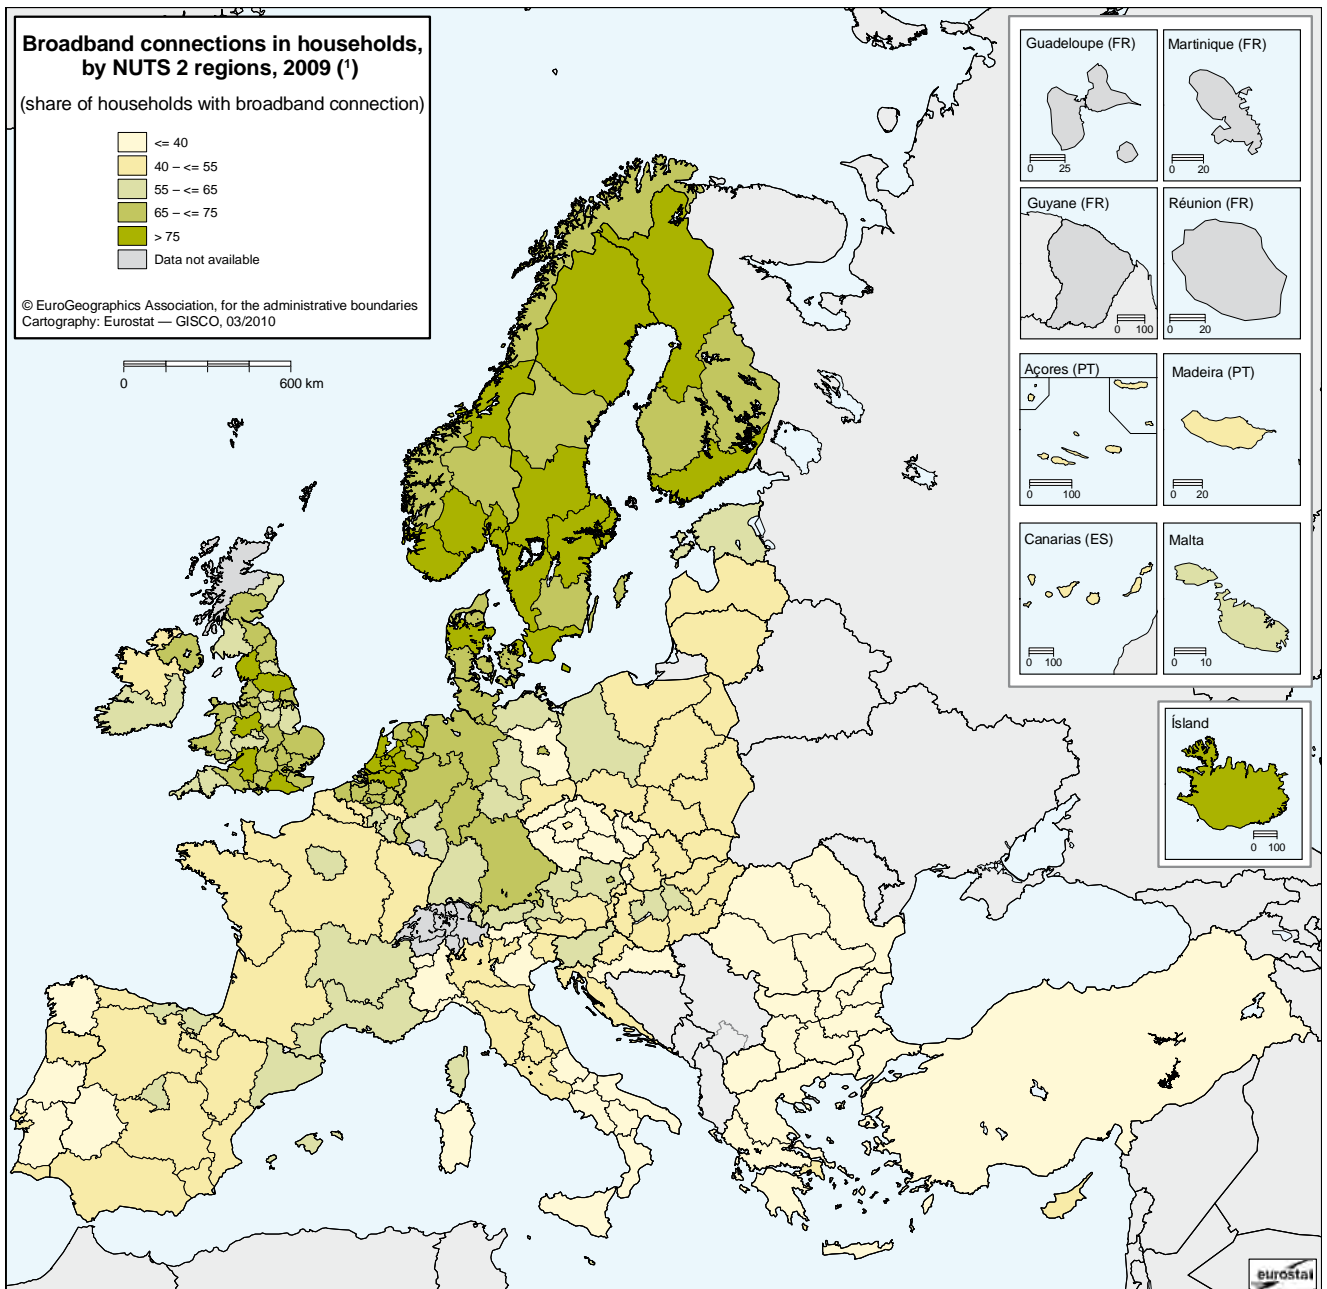 Broadband connections in households,
by NUTS 2 regions, 2009 (¹)
(share of households with broadband connection)
<= 40
40 – <= 55
55 – <= 65
65 – <= 75
> 75
Data not available
© EuroGeographics Association, for the administrative boundaries
Cartography: Eurostat — GISCO, 03/2010
0 600 km
Guadeloupe (FR)
0 25
Martinique (FR)
0 20
Guyane (FR)
0 100
Réunion (FR)
0 20
Açores (PT)
0 100
Madeira (PT)
0 20
Canarias (ES)
0 100
Malta
0 10
Ísland
0 100
eurostat